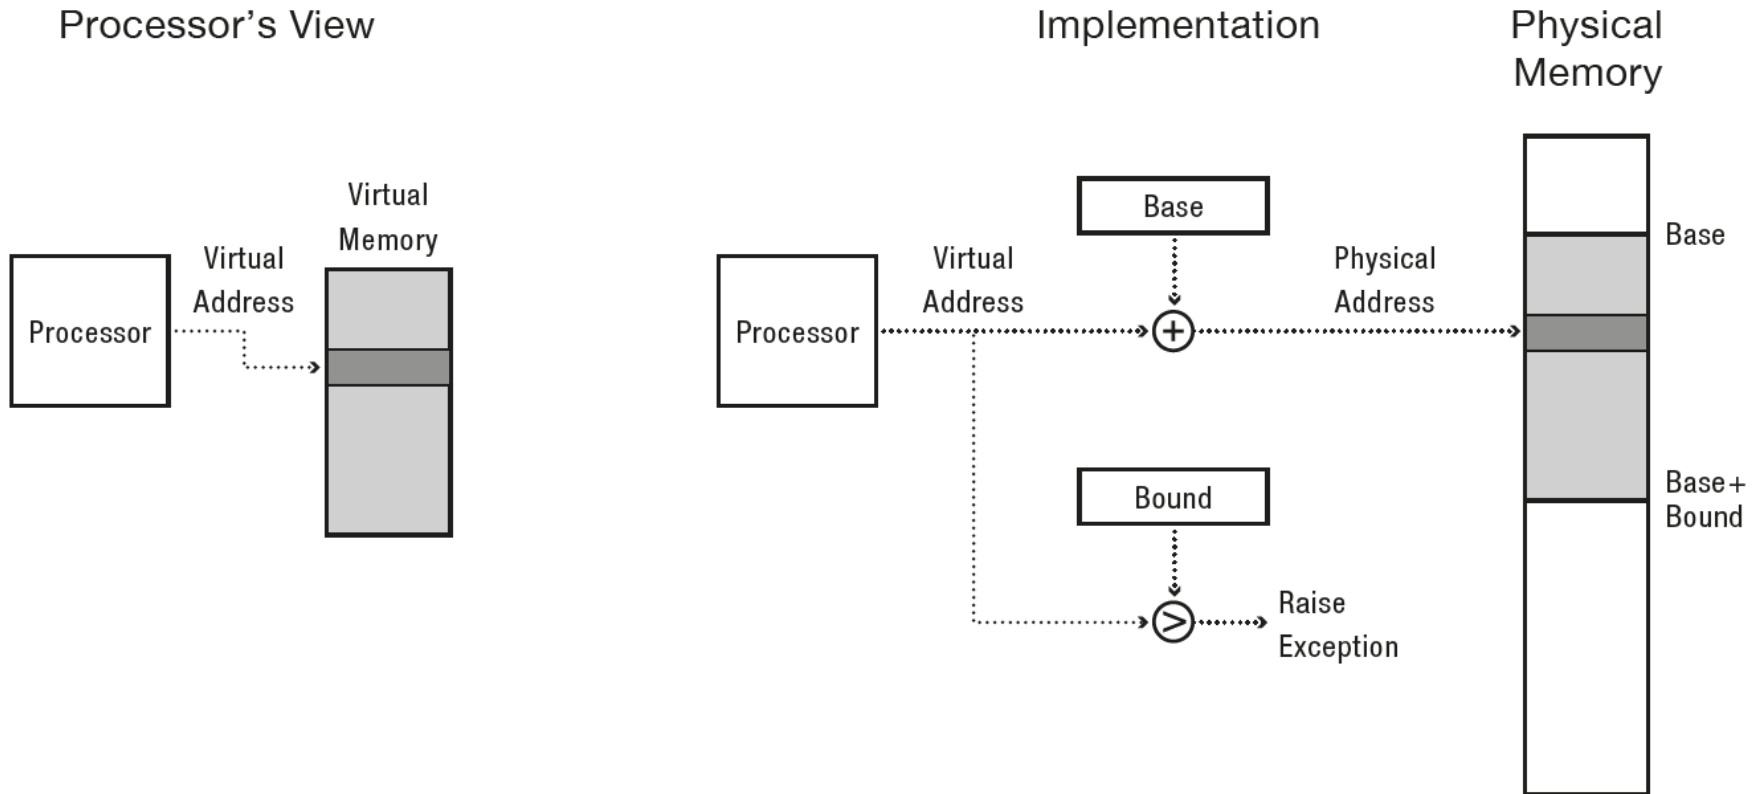 Processor’s View
Implementation
Physical
Memory
Virtual
Memory
Virtual
Address
Processor
Base
Virtual
Address
Physical
Address
Processor
+
Base
Bound
Base+
Bound
>
Raise
Exception